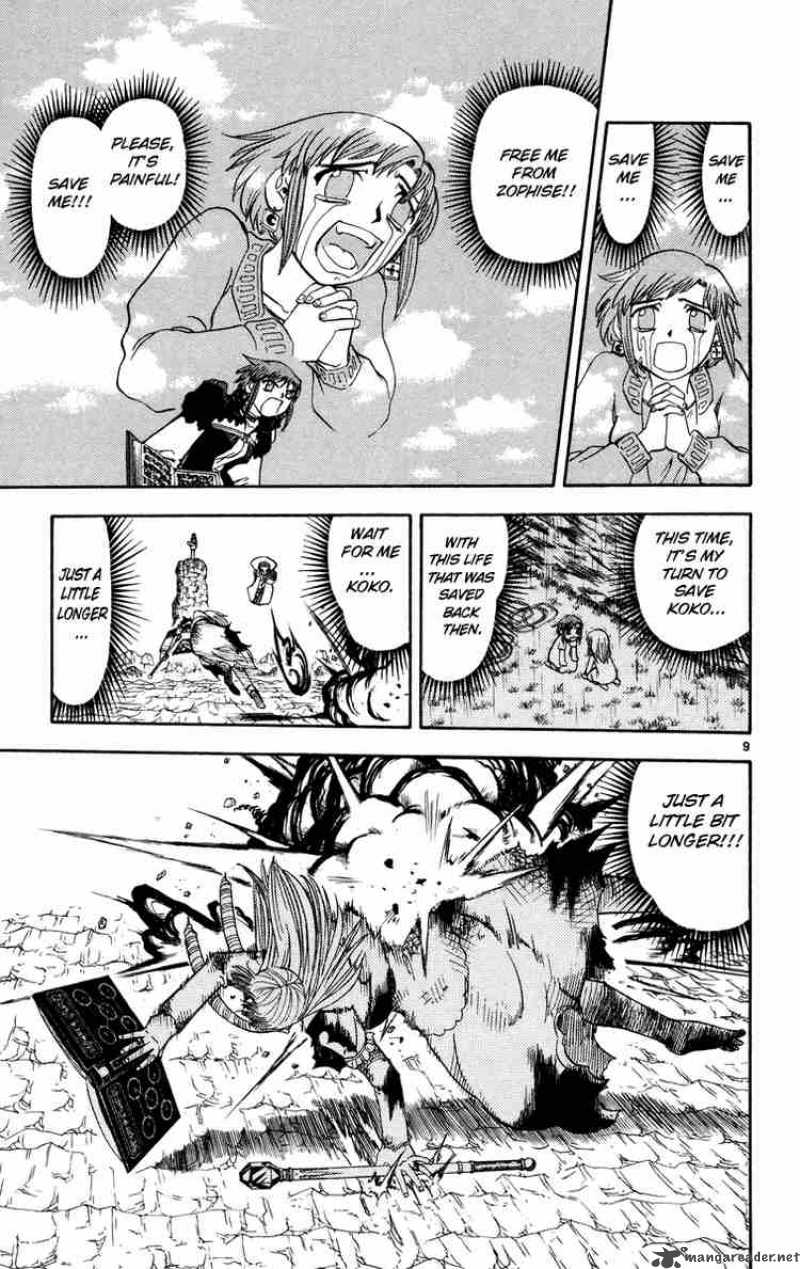 SAVE
ME
...
SAVE
ME
...
FREE ME
FROM
ZOPHISE!!
PLEASE,
IT'S
PAINFUL!
SAVE
ME!!!
THIS TIME,
IT'S MY
TURN TO
SAVE
KOKO...
WITH
THIS LIFE
THAT WAS
SAVED
BACK
THEN.
WAIT
FOR ME
...
KOKO.
JUST A
LITTLE
LONGER
...
9
JUST A
LITTLE BIT
LONGER!!!
mangareader.net